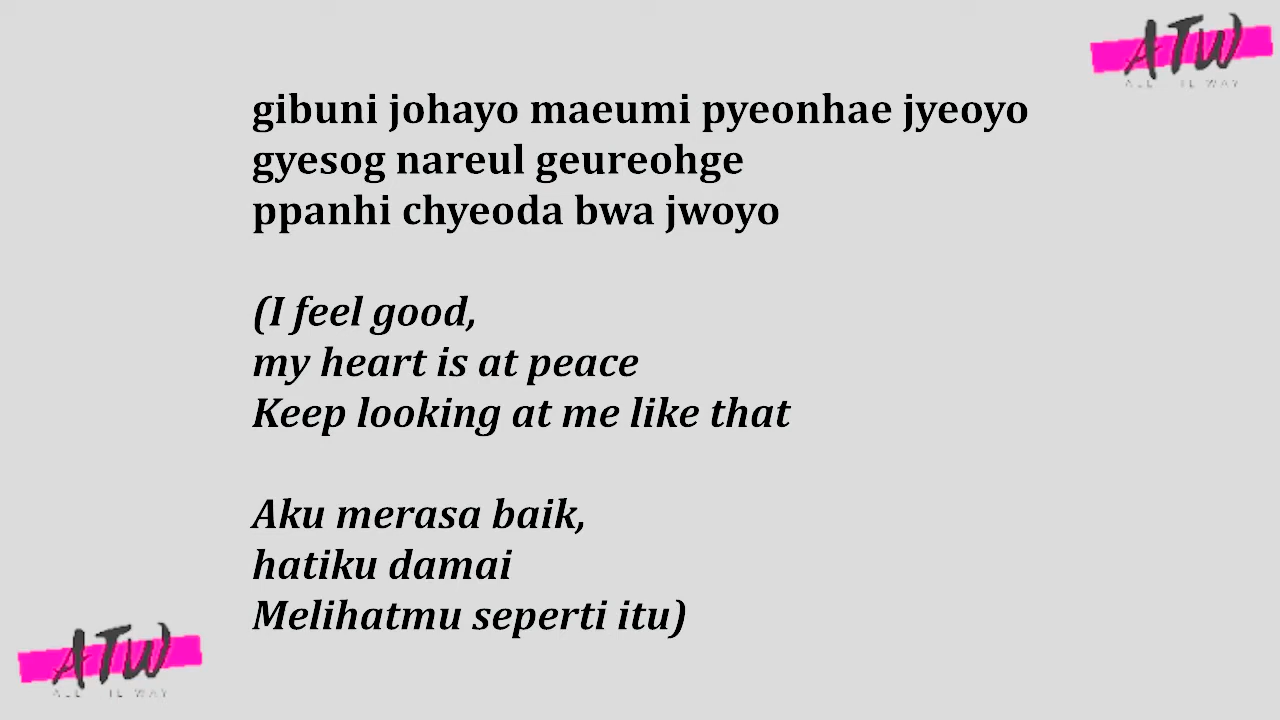 ATW
gibuni johayo maeumi pyeonhae jyeoyo
gyesog nareul geureohge
ppanhi chyeoda bwa jwoyo
(I feel good,
my heart is at peace
Keep looking at me like that
Aku merasa baik,
hatiku damai
Melihatmu seperti itu)
ATW